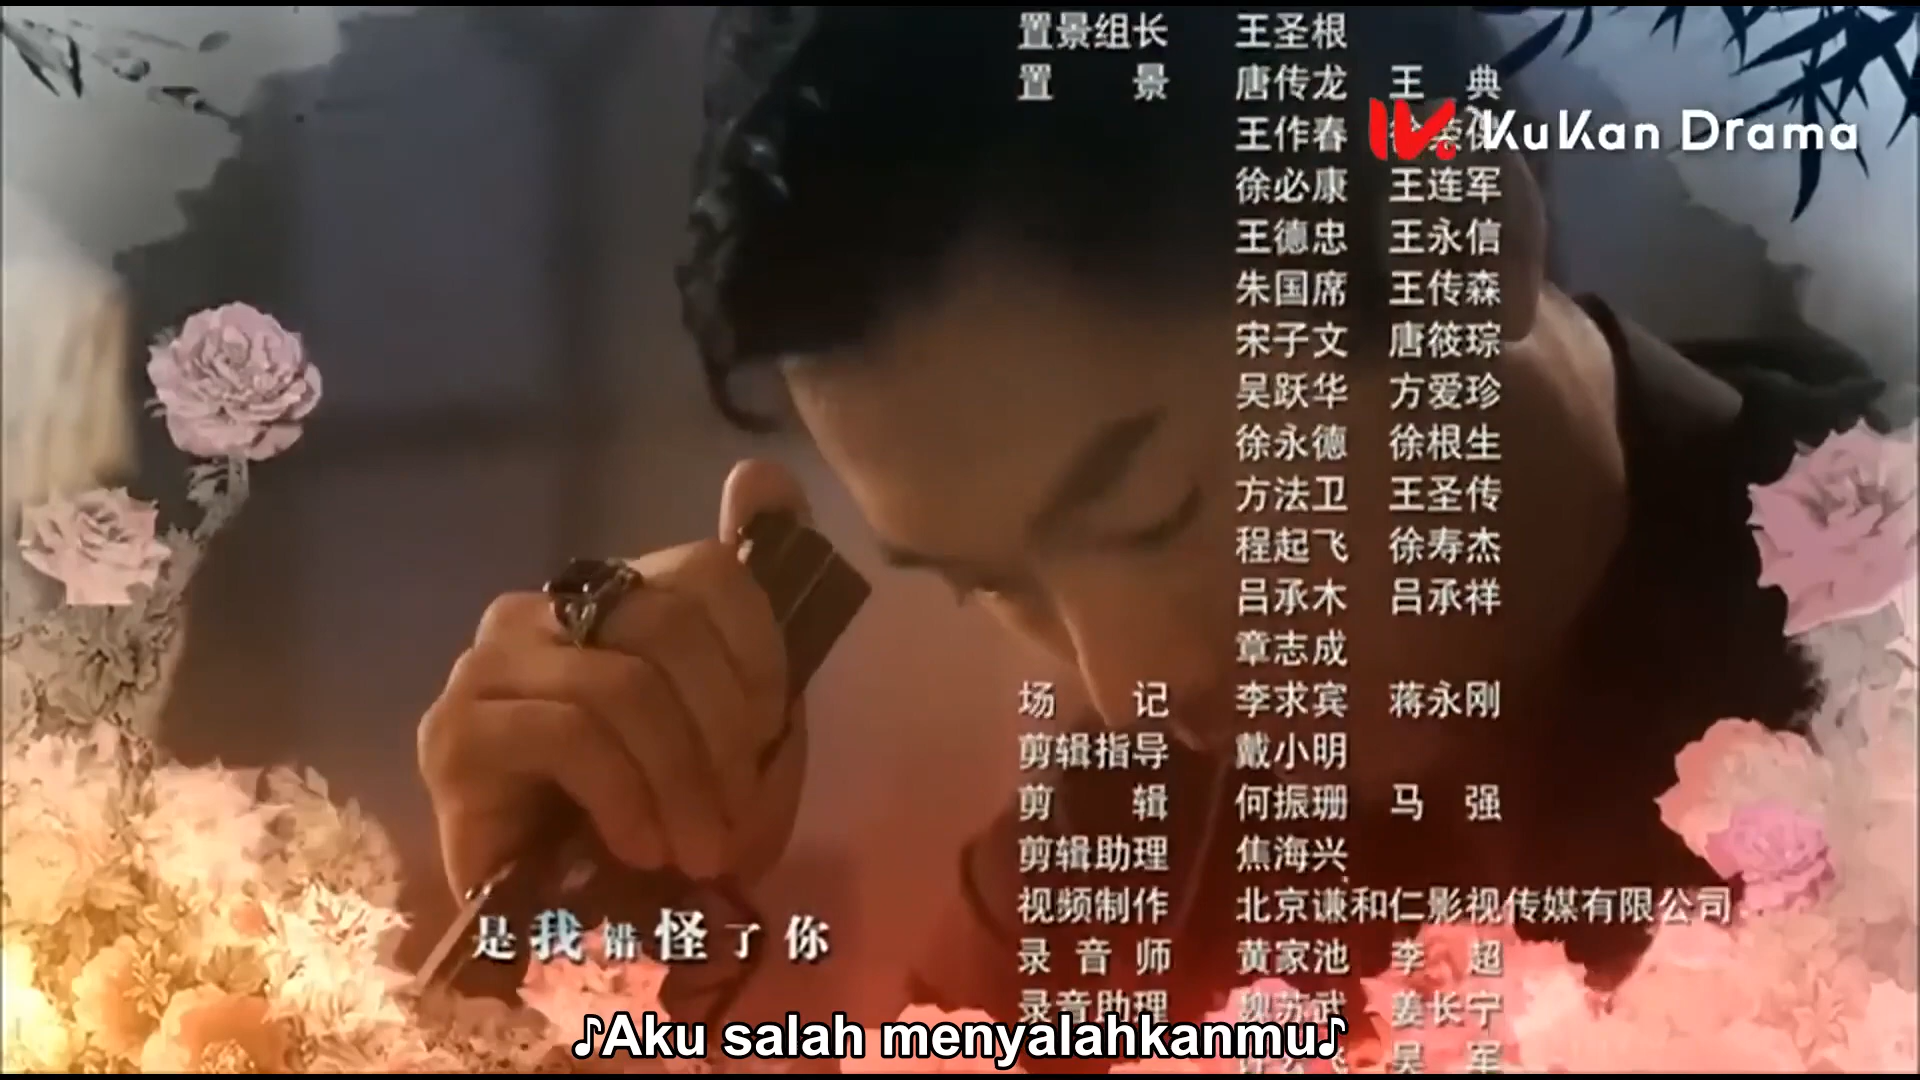 置景组长 王圣根
置景 唐传龙 王典
王作春
KuKan Drama
徐必康 王连军
王德忠 王永信
朱国席 王传森
宋子文 唐筱琮
吴跃华 方爱珍
徐永德 徐根生
方法卫 王圣传
程起飞 徐寿杰
吕承木 吕承祥
章志成
场记 李求宾 蒋永刚
剪辑指导 戴小明
剪辑 何振珊 马强
剪辑助理 焦海兴
视频制作 北京谦和仁影视传媒有限公司
录音师 黄家池 李超
录音助理 魏苏武 姜长宁
吴军
是我错怪了你
♪Aku salah menyalahkanmu♪